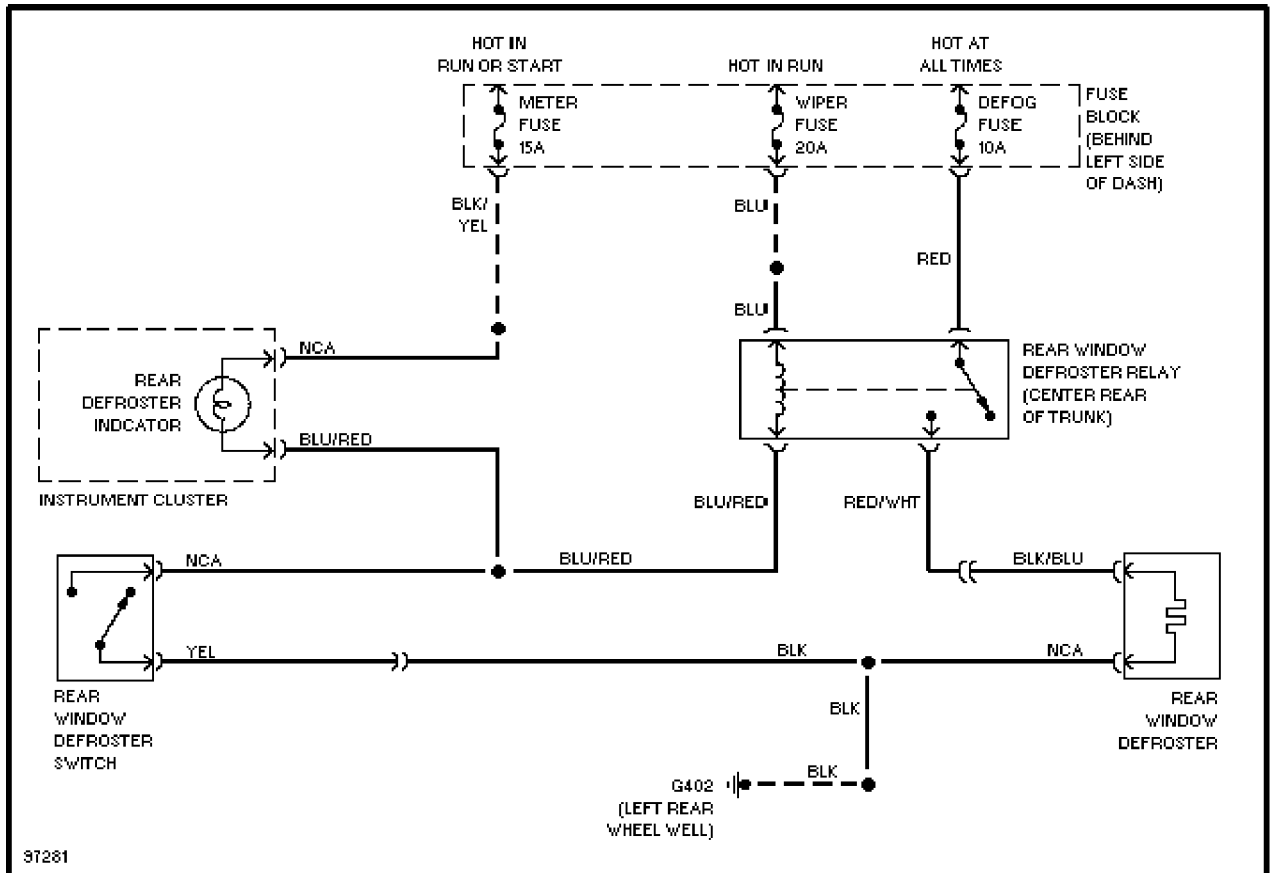 HOT IN
RUN OR START
HOT IN RUN
HOT AT
ALL TIMES
METER
FUSE
15A
WIPER
FUSE
20A
DEFOG
FUSE
10A
FUSE
BLOCK
(BEHIND
LEFT SIDE
OF DASH)
BLK/
YEL
BLU
RED
BLU
NCA
REAR
DEFROSTER
INDCATOR
BLU/RED
INSTRUMENT CLUSTER
REAR WINDOW
DEFROSTER RELAY
(CENTER REAR
OF TRUNK)
BLU/RED
RED/WHT
NCA
BLU/RED
BLK/BLU
YEL
BLK
NCA
REAR
WINDOW
DEFROSTER
SWITCH
BLK
REAR
WINDOW
DEFROSTER
G402
(LEFT REAR
WHEEL WELL)
BLK
97281